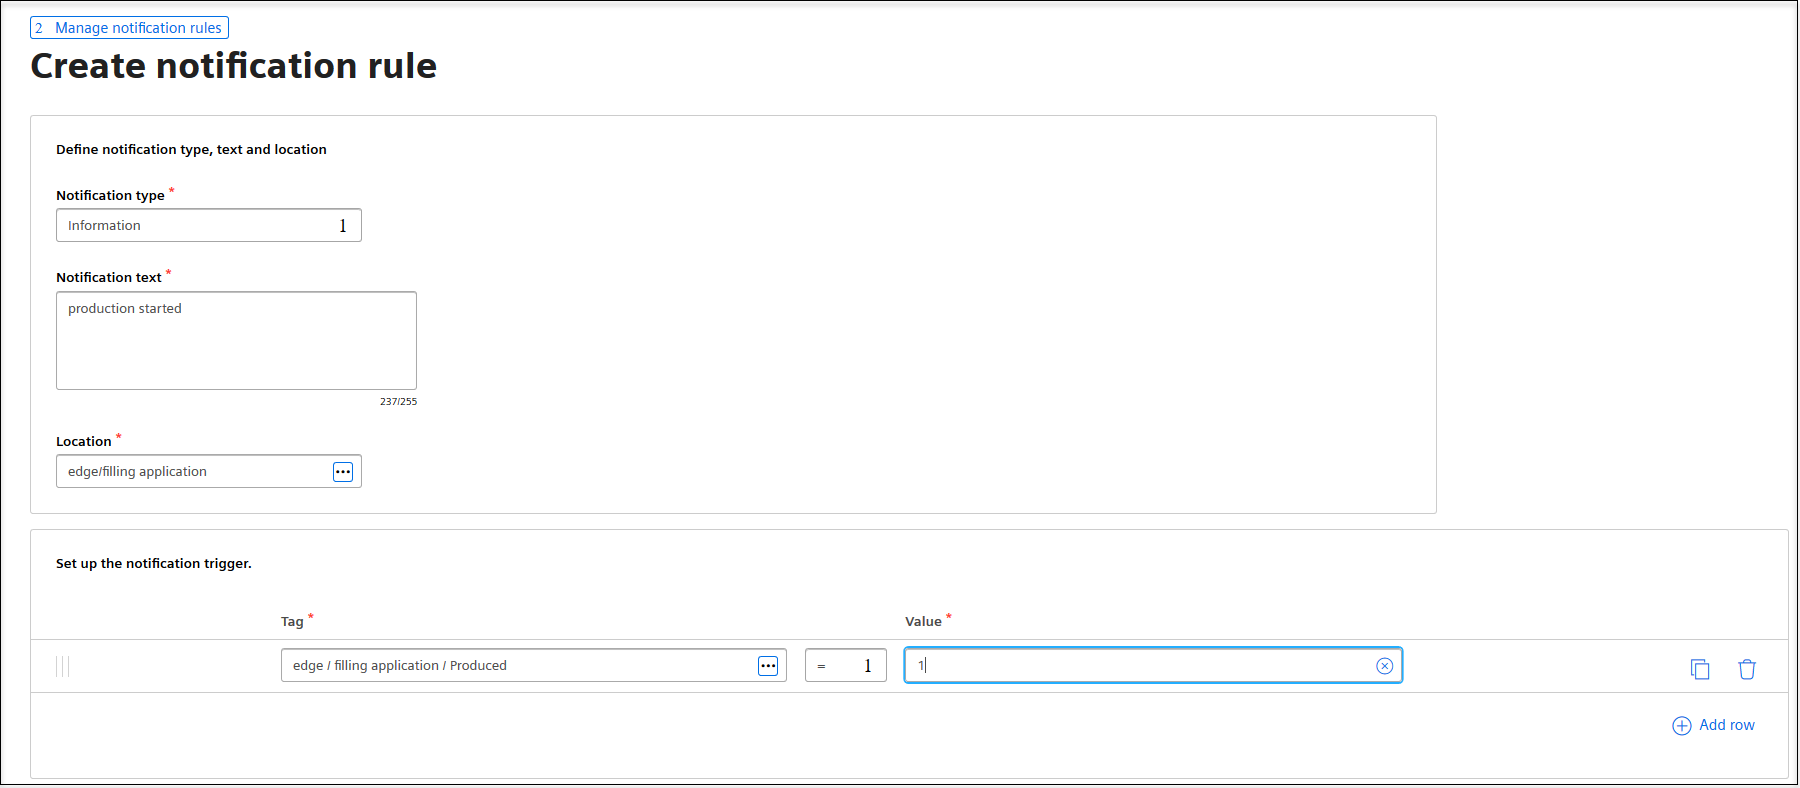 2 Manage notification rules
Create notification rule
Define notification type, text and location
Notification type *
Information 1
Notification text *
production started
237/255
Location *
edge/filling application •••
Set up the notification trigger.
Tag * Value *
edge / filling application / Produced ••• = 1 1
Add row